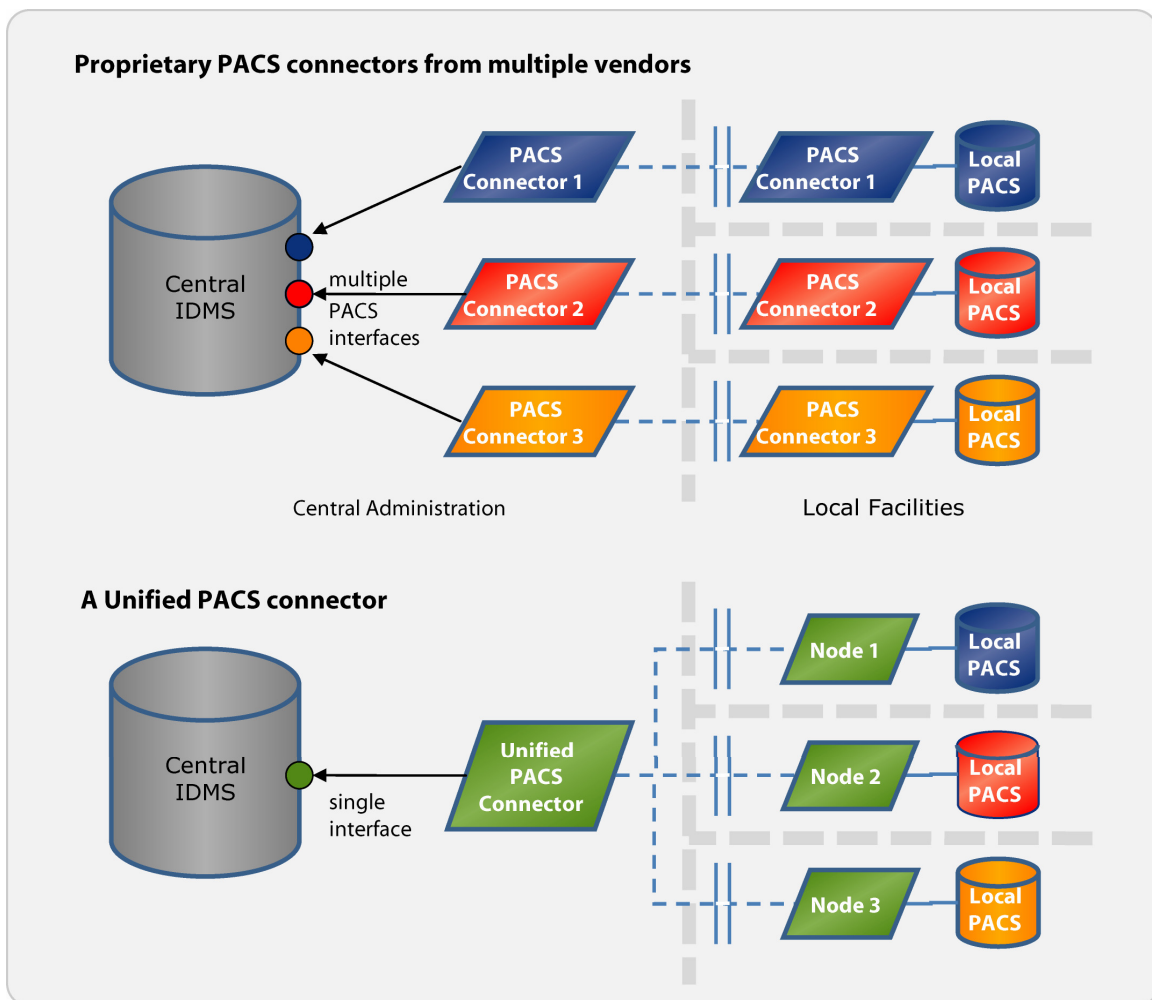 Proprietary PACS connectors from multiple vendors
PACS
Connector 1
PACS
Connector 1
Local
PACS
Central
IDMS
multiple
PACS
interfaces
PACS
Connector 2
PACS
Connector 2
Local
PACS
PACS
Connector 3
PACS
Connector 3
Local
PACS
Central Administration
Local Facilities
A Unified PACS connector
Node 1
Local
PACS
Central
IDMS
single
interface
Unified
PACS
Connector
Node 2
Local
PACS
Node 3
Local
PACS